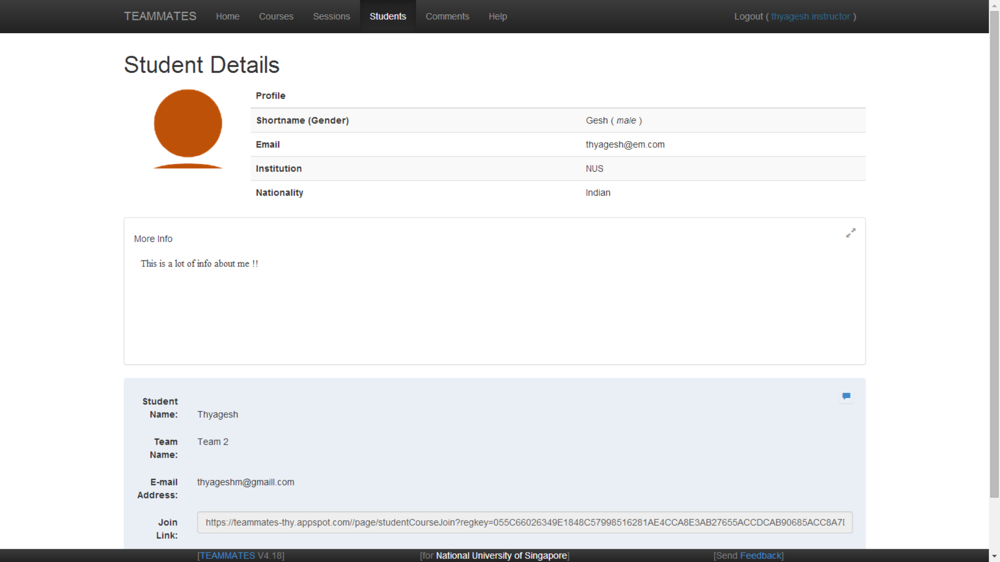 TEAMMATES Home Courses Sessions Students Comments Help Logout ( thyagesh.instructor )
Student Details
Profile
Shortname (Gender) Gesh ( male )
Email thyagesh@em.com
Institution NUS
Nationality Indian
More Info
This is a lot of info about me !!
Student
Name: Thyagesh
Team Team 2
Name:
E-mail thyageshm@gmaill.com
Address:
Join https://teammates-thy.appspot.com//page/studentCourseJoin?regkey=055C66026349E1848C57998516281AE4CCA8E3AB27655ACCDCAB90685ACC8A7
Link:
[TEAMMATES V4.18] [for National University of Singapore] [Send Feedback]